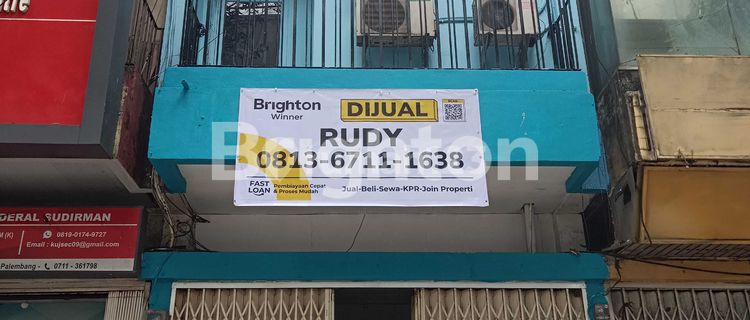 Brighton
Winner
DIJUAL
RUDY
0813-6711-1638
FAST
LOAN
Pembiayaan Cepat
& Proses Mudah
Jual-Beli-Sewa-KPR-Join Properti
Brighton
DERAL SUDIRMAN
M (K)
0819-0174-9727
Email : kujsec09@gmail.com
Palembang - 0711 - 361798